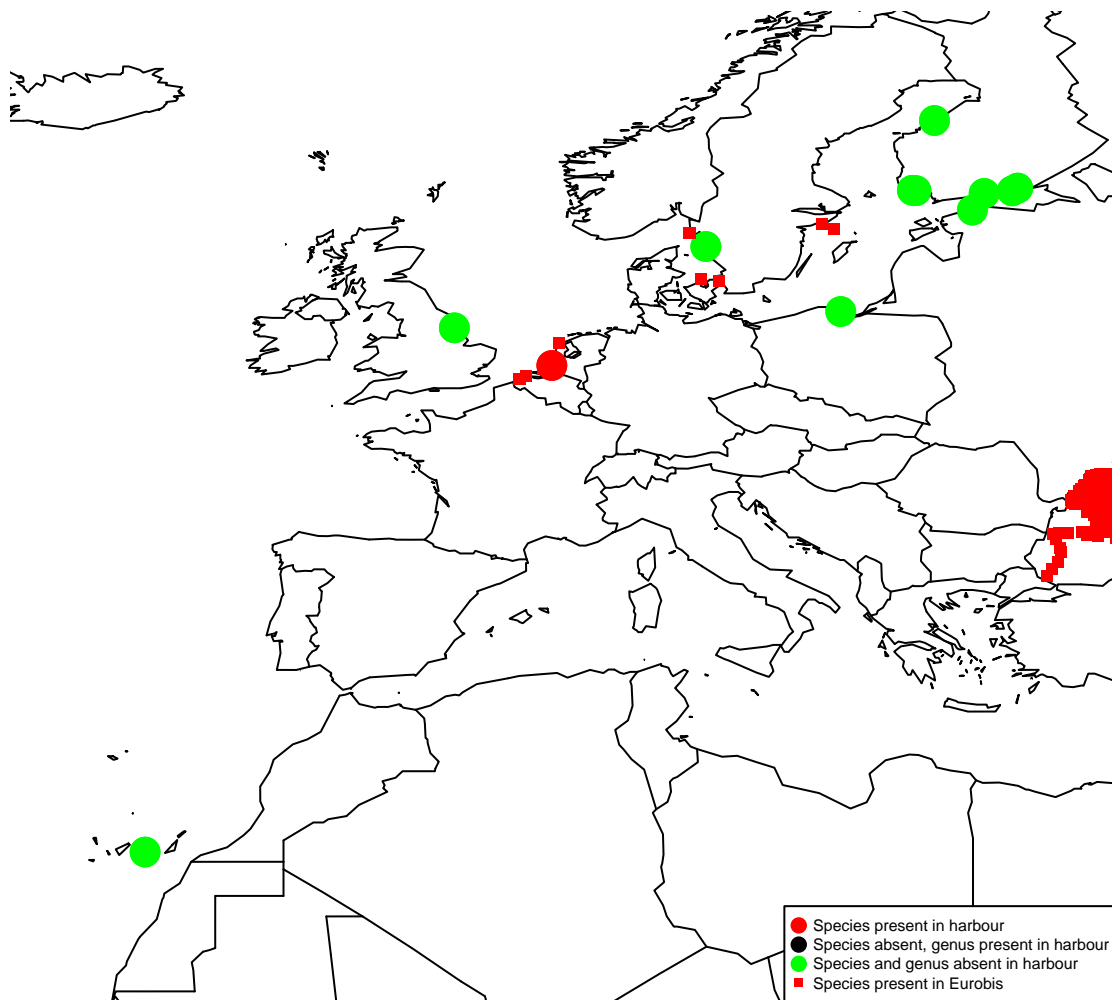 Species present in harbour
Species absent, genus present in harbour
Species and genus absent in harbour
Species present in Eurobis